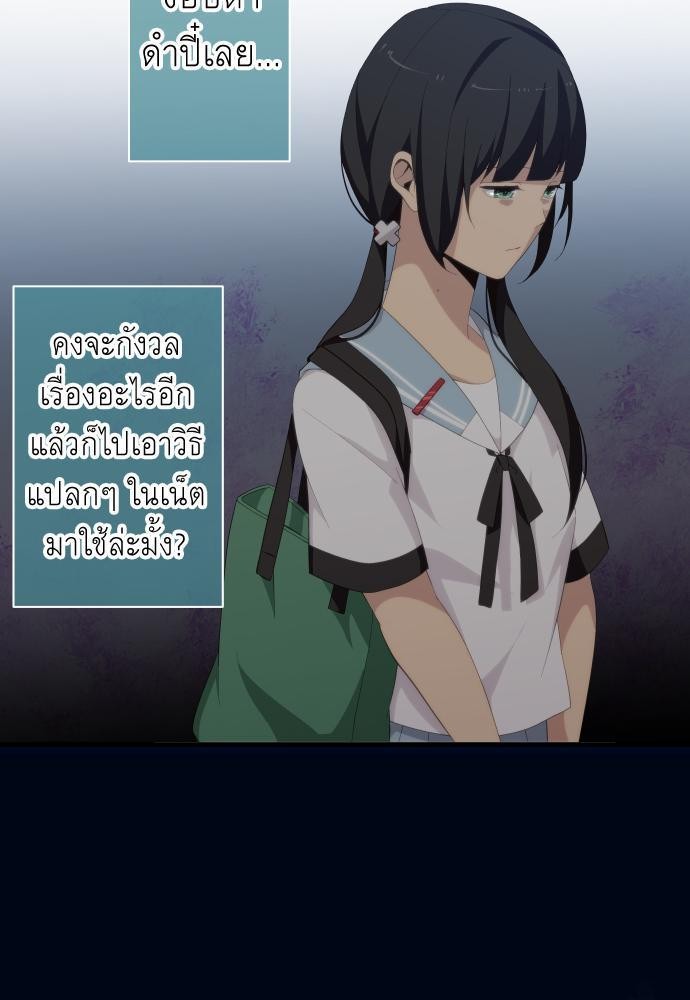 ดำปี๋เลย...
คงจะกังวล
เรื่องอะไรอีก
แล้วก็ไปเอาวิธี
แปลกๆ ในเน็ต
มาใช้ล่ะมั้ง?